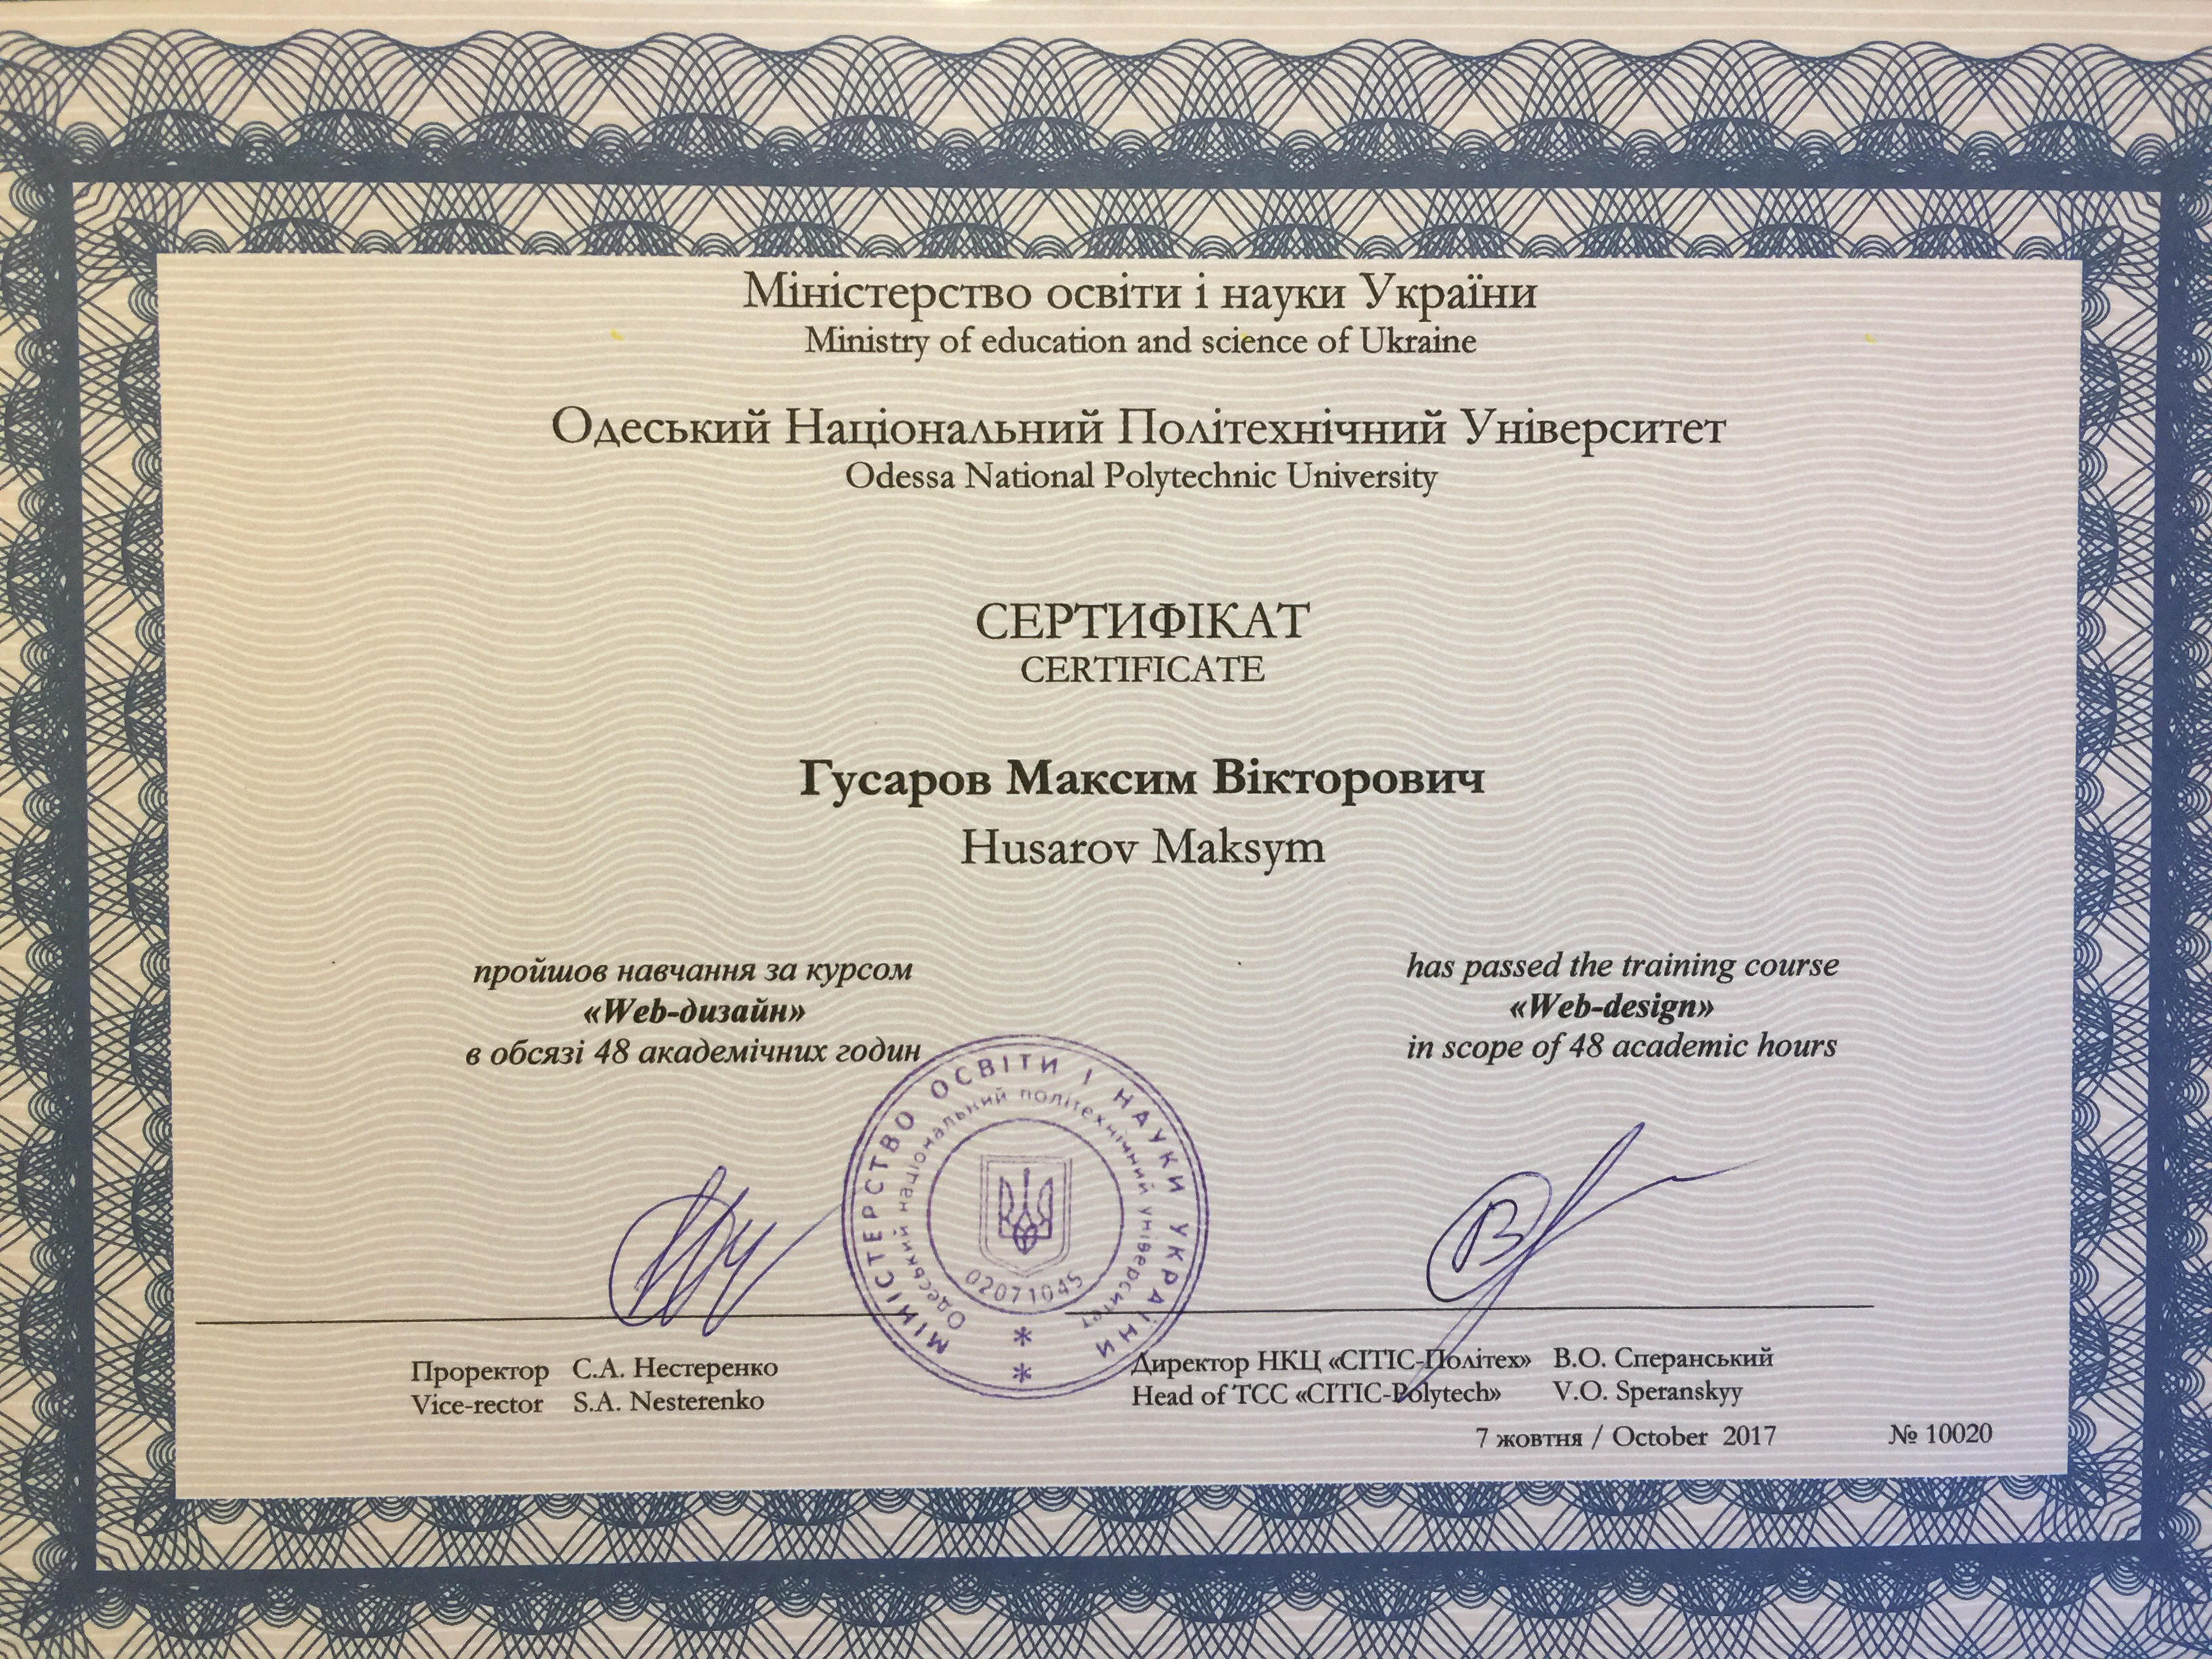 Міністерство освіти і науки України
Ministry of education and science of Ukraine
Одеський Національний Політехнічний Університет
Odessa National Polytechnic University
СЕРТИФІКАТ
CERTIFICATE
Гусаров Максим Вікторович
Husarov Maksym
пройшов навчання за курсом
«Web-дизайн»
в обсязі 48 академічних годин
has passed the training course
«Web-design»
in scope of 48 academic hours
МІНІСТЕРСТВО ОСВІТИ І НАУКИ УКРАЇНИ
Одеський національний політехнічний університет
02071045
* *
Проректор С.А. Нестеренко
Vice-rector S.A. Nesterenko
Директор НКЦ «СІТІС-Політех» В.О. Сперанський
Head of TCC «CITIC-Polytech» V.O. Speranskyy
7 жовтня / October 2017 № 10020